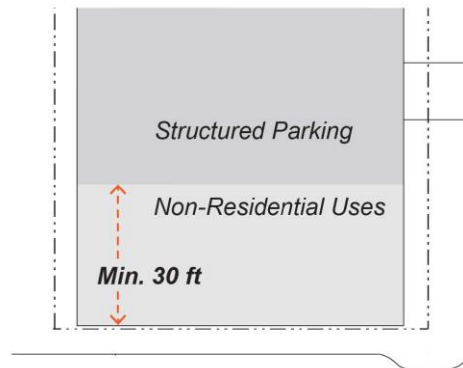 Structured Parking
Non-Residential Uses
Min. 30 ft